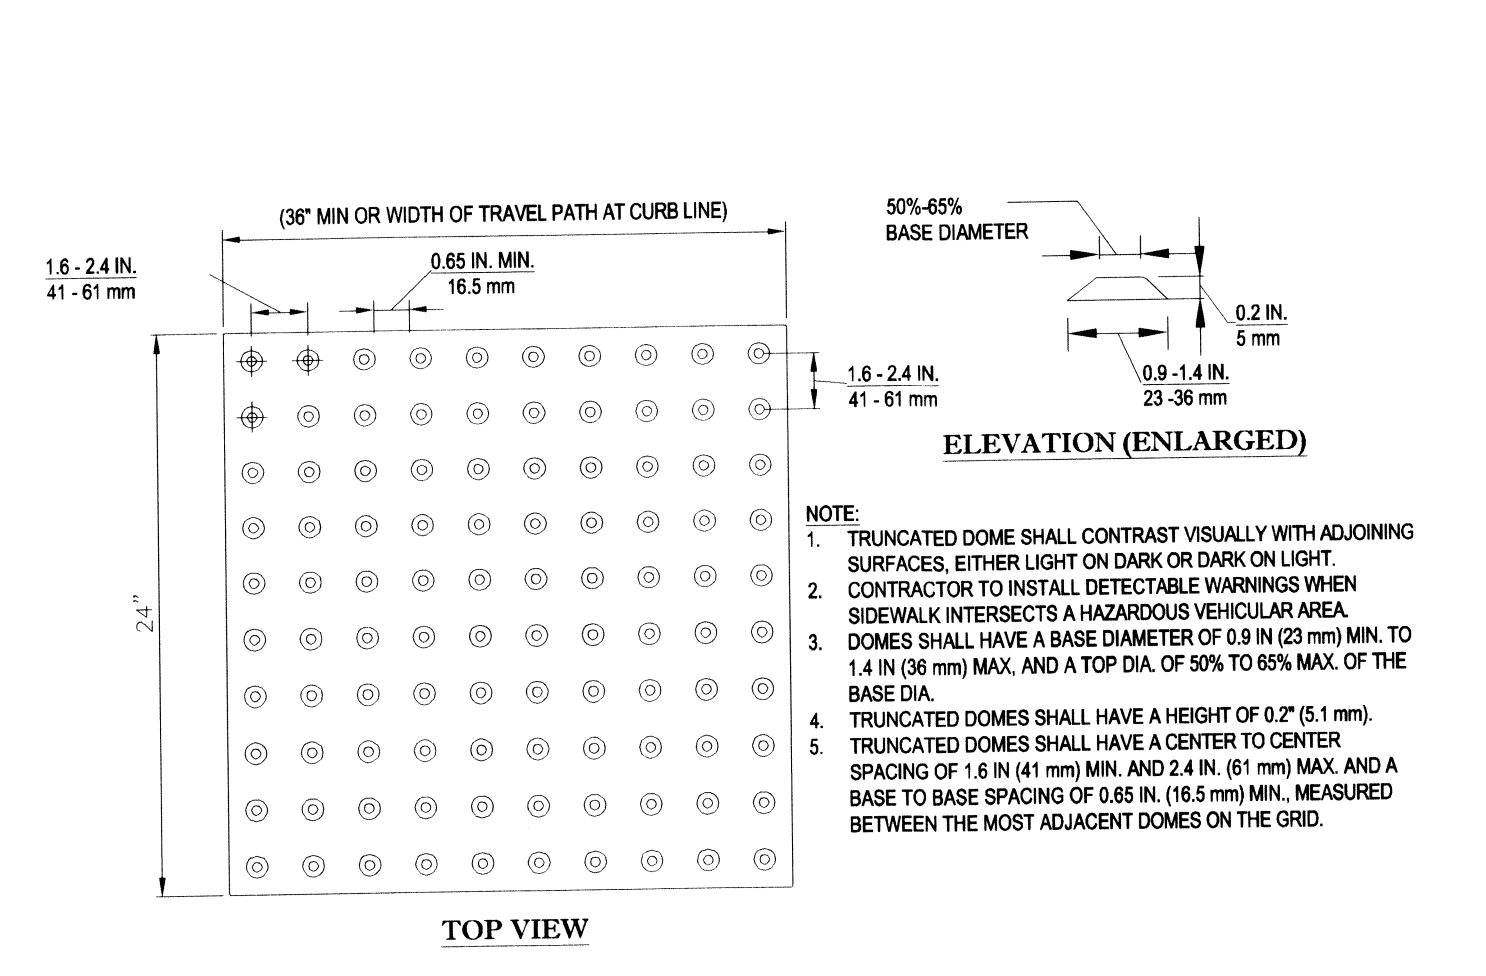 (36" MIN OR WIDTH OF TRAVEL PATH AT CURB LINE)
1.6 - 2.4 IN.
41 - 61 mm
0.65 IN. MIN.
16.5 mm
24"
1.6 - 2.4 IN.
41 - 61 mm
TOP VIEW
50%-65%
BASE DIAMETER
0.2 IN.
5 mm
0.9 -1.4 IN.
23 -36 mm
ELEVATION (ENLARGED)
NOTE:
1. TRUNCATED DOME SHALL CONTRAST VISUALLY WITH ADJOINING
SURFACES, EITHER LIGHT ON DARK OR DARK ON LIGHT.
2. CONTRACTOR TO INSTALL DETECTABLE WARNINGS WHEN
SIDEWALK INTERSECTS A HAZARDOUS VEHICULAR AREA.
3. DOMES SHALL HAVE A BASE DIAMETER OF 0.9 IN (23 mm) MIN. TO
1.4 IN (36 mm) MAX, AND A TOP DIA. OF 50% TO 65% MAX. OF THE
BASE DIA.
4. TRUNCATED DOMES SHALL HAVE A HEIGHT OF 0.2" (5.1 mm).
5. TRUNCATED DOMES SHALL HAVE A CENTER TO CENTER
SPACING OF 1.6 IN (41 mm) MIN. AND 2.4 IN. (61 mm) MAX. AND A
BASE TO BASE SPACING OF 0.65 IN. (16.5 mm) MIN., MEASURED
BETWEEN THE MOST ADJACENT DOMES ON THE GRID.